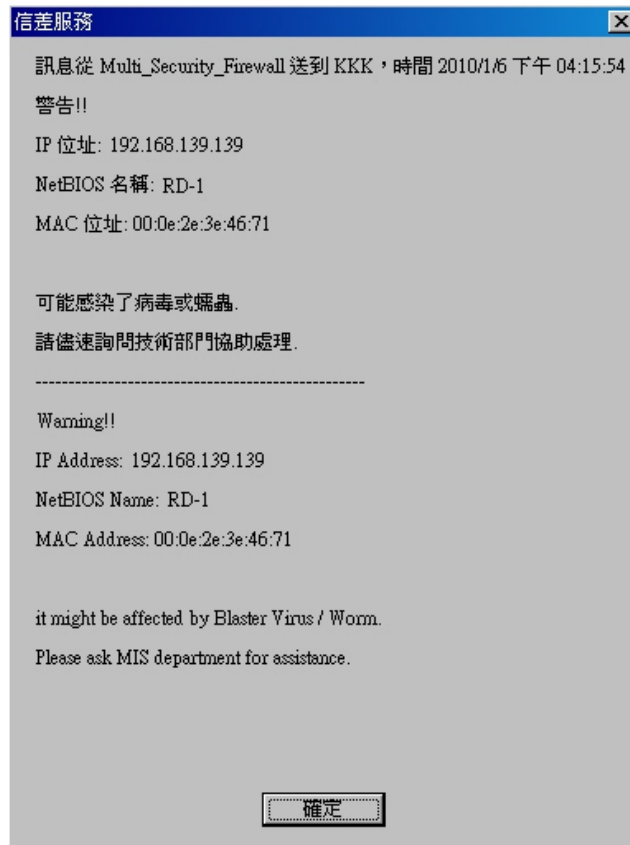 信差服務
訊息從 Multi_Security_Firewall 送到 KKK，時間 2010/1/6 下午 04:15:54
警告!!
IP 位址: 192.168.139.139
NetBIOS 名稱: RD-1
MAC 位址: 00:0e:2e:3e:46:71
可能感染了病毒或蠕蟲.
請儘速詢問技術部門協助處理.
--------------------------------------------------
Warning!!
IP Address: 192.168.139.139
NetBIOS Name: RD-1
MAC Address: 00:0e:2e:3e:46:71
it might be affected by Blaster Virus / Worm.
Please ask MIS department for assistance.
確定